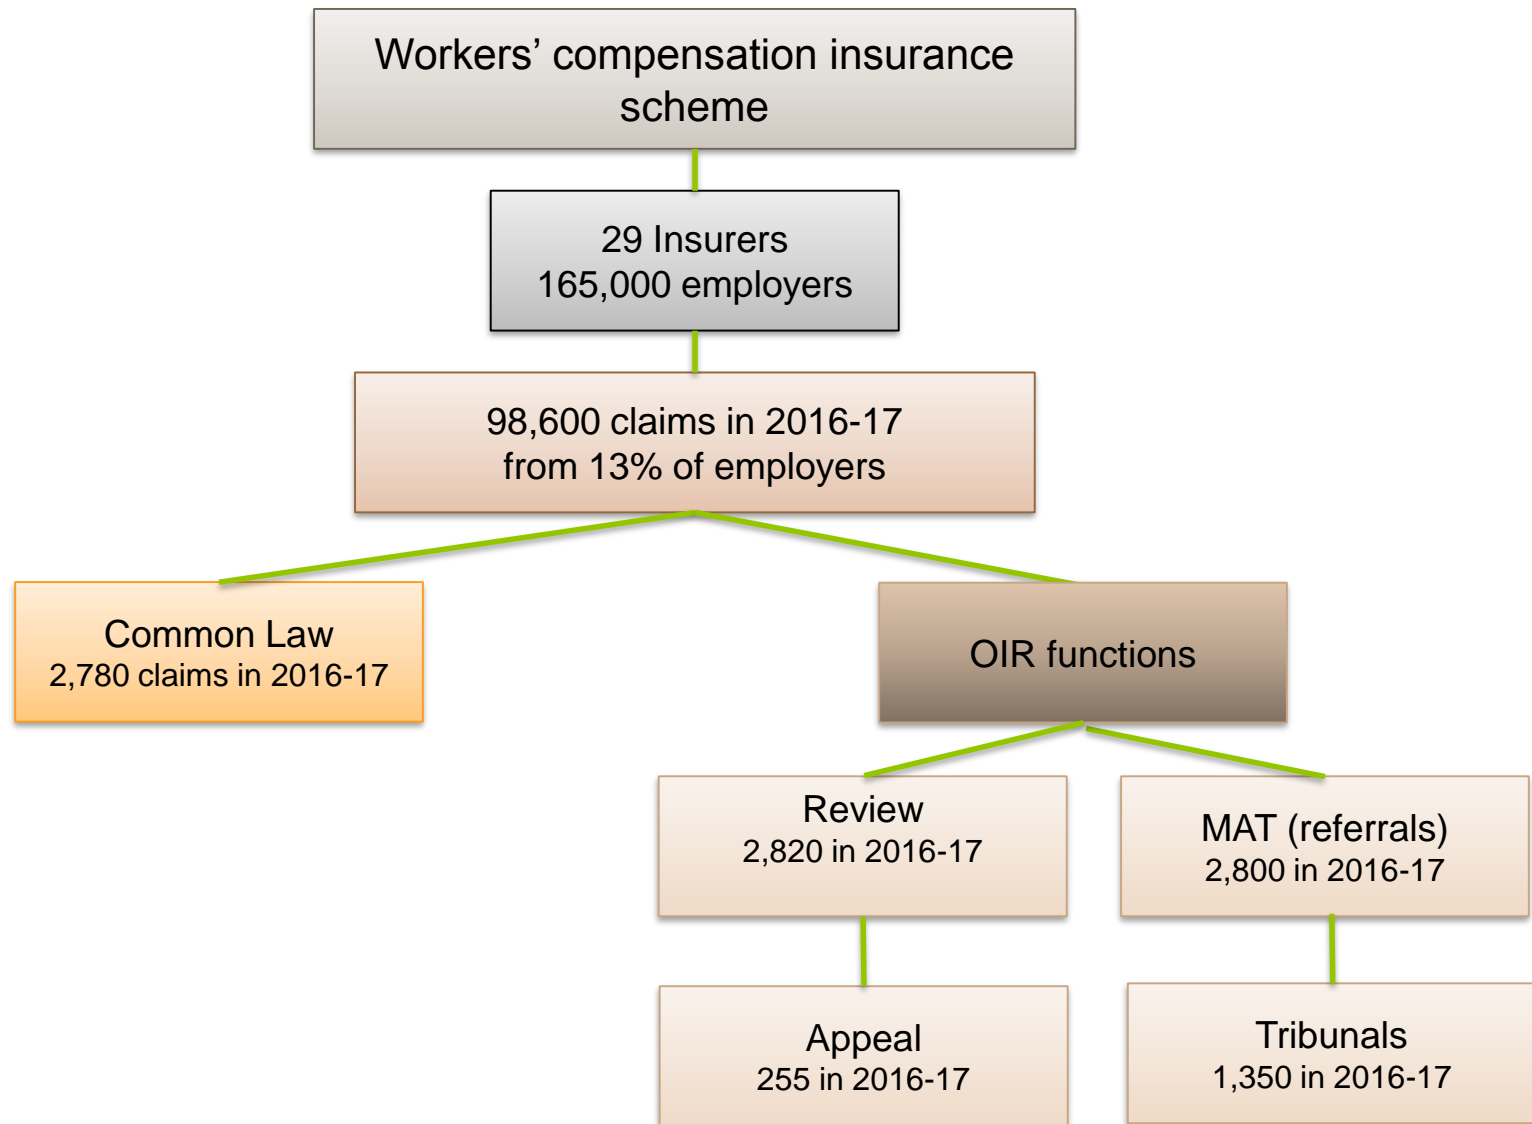 Workers’ compensation insurance
scheme
29 Insurers
165,000 employers
98,600 claims in 2016-17
from 13% of employers
Common Law
2,780 claims in 2016-17
OIR functions
Review
2,820 in 2016-17
MAT (referrals)
2,800 in 2016-17
Appeal
255 in 2016-17
Tribunals
1,350 in 2016-17